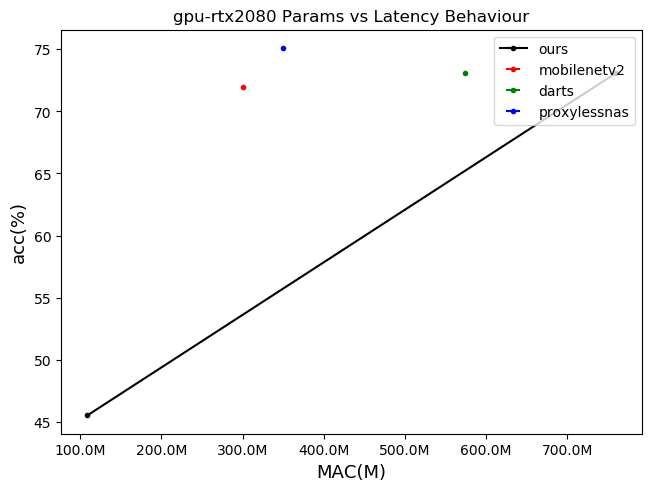 gpu-rtx2080 Params vs Latency Behaviour
ours
mobilenetv2
darts
proxylessnas
acc(%)
75
70
65
60
55
50
45
100.0M 200.0M 300.0M 400.0M 500.0M 600.0M 700.0M
MAC(M)